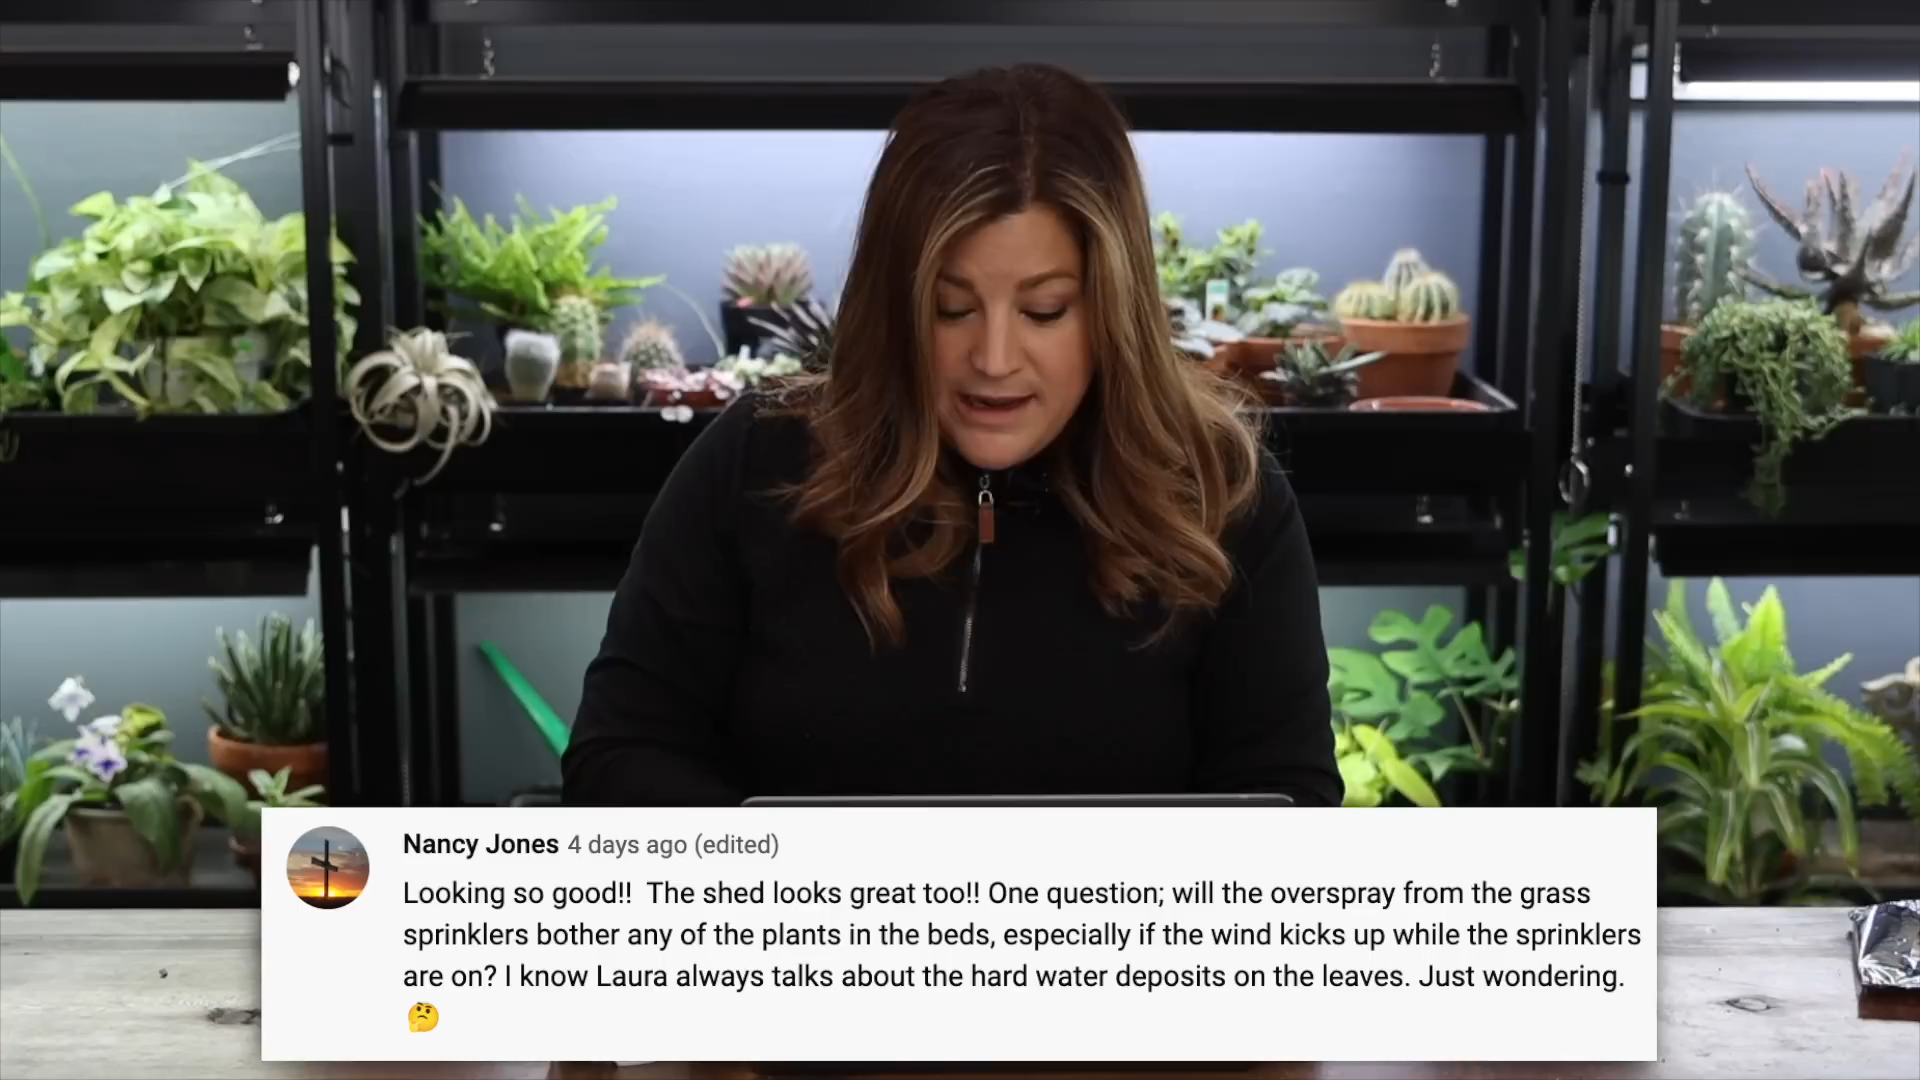 Nancy Jones 4 days ago (edited)
Looking so good!!  The shed looks great too!! One question; will the overspray from the grass
sprinklers bother any of the plants in the beds, especially if the wind kicks up while the sprinklers
are on? I know Laura always talks about the hard water deposits on the leaves. Just wondering.
🤔